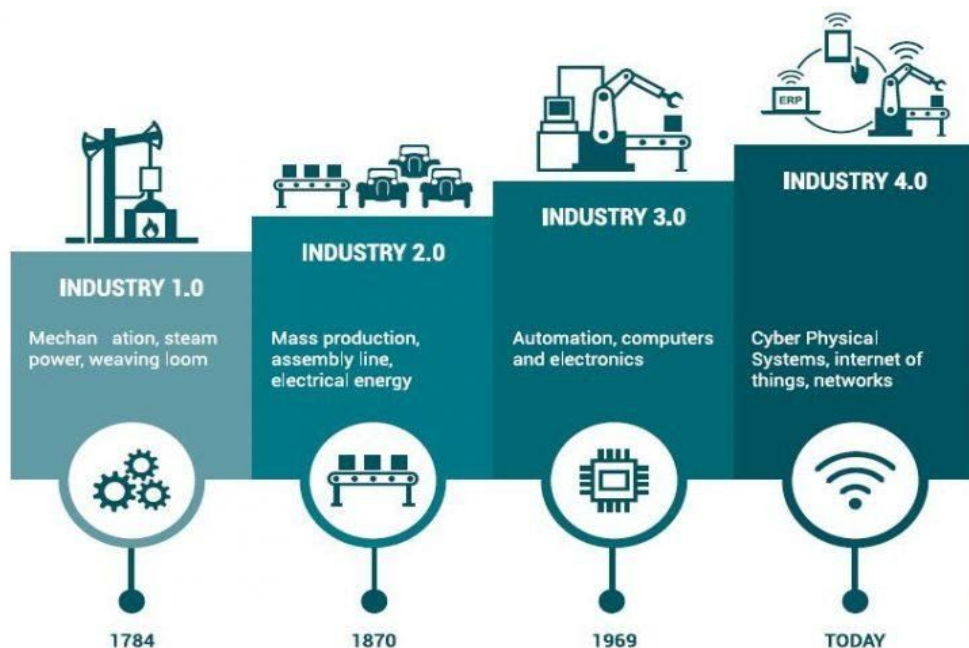 ERP
INDUSTRY 1.0
Mechan ation, steam
power, weaving loom
1784
INDUSTRY 2.0
Mass production,
assembly line,
electrical energy
1870
INDUSTRY 3.0
Automation, computers
and electronics
1969
INDUSTRY 4.0
Cyber Physical
Systems, internet of
things, networks
TODAY